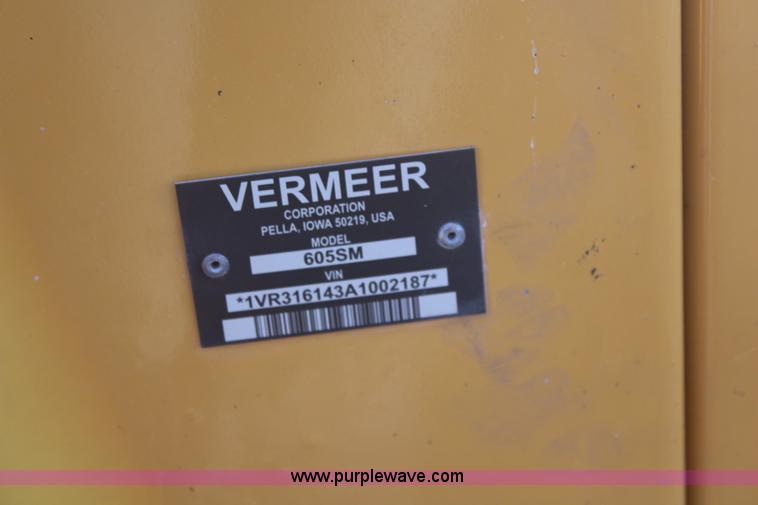 VERMEER
CORPORATION
PELLA, IOWA 50219, USA
MODEL
605SM
VIN
*1VR316143A1002187*
www.purplewave.com